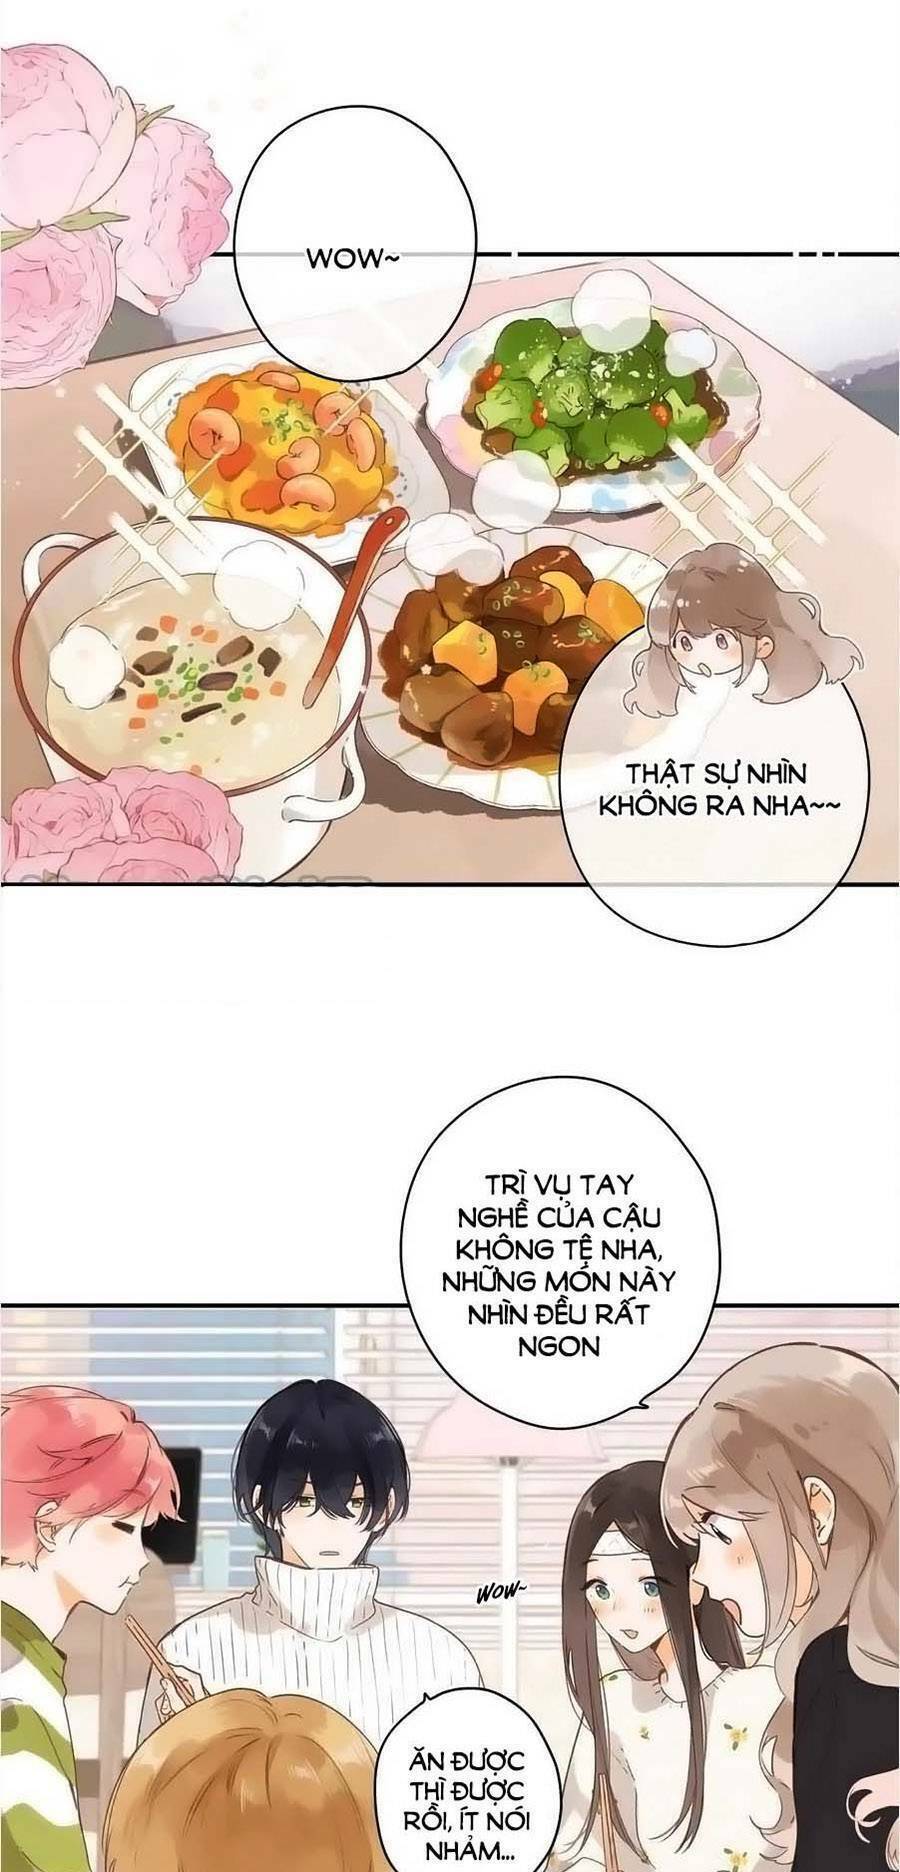 WOW~
THẬT SỰ NHÌN
KHÔNG RA NHA~~
TRÌ VỤ TAY
NGHỀ CỦA CẬU
KHÔNG TỆ NHA,
NHỮNG MÓN NÀY
NHÌN ĐỀU RẤT
NGON
WOW~
ĂN ĐƯỢC
THÌ ĐƯỢC
RỒI, ÍT NÓI
NHẢM...